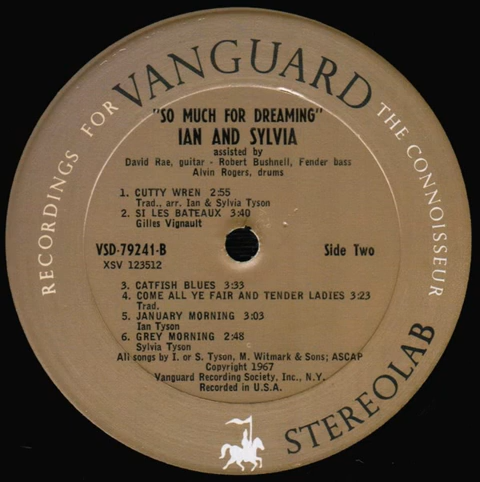 RECORDINGS FOR VANGUARD THE CONNOISSEUR
"SO MUCH FOR DREAMING"
IAN AND SYLVIA
assisted by
David Rae, guitar - Robert Bushnell, Fender bass
Alvin Rogers, drums
1. CUTTY WREN 2:55
Trad., arr. Ian & Sylvia Tyson
2. SI LES BATEAUX 3:40
Gilles Vignault
VSD-79241-B Side Two
XSV 123512
3. CATFISH BLUES 3:33
4. COME ALL YE FAIR AND TENDER LADIES 3:23
Trad.
5. JANUARY MORNING 3:03
Ian Tyson
6. GREY MORNING 2:48
Sylvia Tyson
All songs by I. or S. Tyson, M. Witmark & Sons; ASCAP
Copyright 1967
Vanguard Recording Society, Inc., N.Y.
Recorded in U.S.A.
STEREOLAB